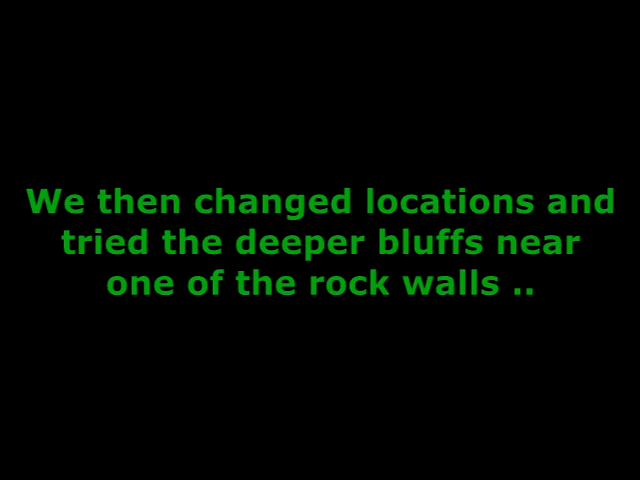 We then changed locations and
tried the deeper bluffs near
one of the rock walls ..